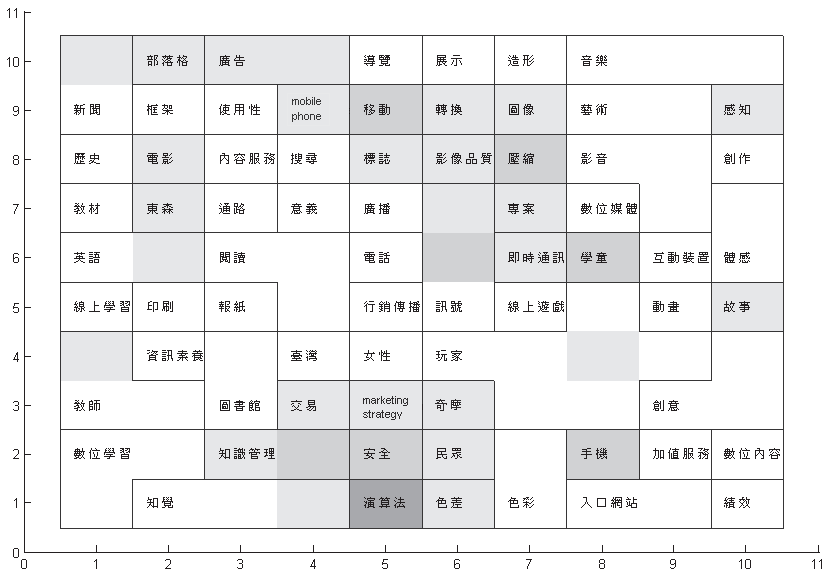 11
10
部落格 廣告 導覽 展示 造形 音樂
9
新聞 框架 使用性 mobile phone 移動 轉換 圖像 藝術 感知
8
歷史 電影 內容服務 搜尋 標誌 影像品質 壓縮 影音 創作
7
教材 東森 通路 意義 廣播 專案 數位媒體
6
英語 閱讀 電話 即時通訊 學童 互動裝置 體感
5
線上學習 印刷 報紙 行銷傳播 訊號 線上遊戲 動畫 故事
4
資訊素養 臺灣 女性 玩家
3
教師 圖書館 交易 marketing strategy 奇摩 創意
2
數位學習 知識管理 安全 民眾 手機 加值服務 數位內容
1
知覺 演算法 色差 色彩 入口網站 績效
0
0 1 2 3 4 5 6 7 8 9 10 11